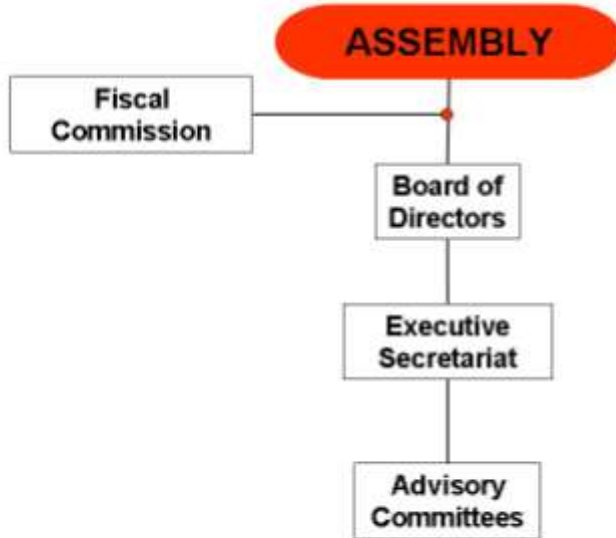 ASSEMBLY
Fiscal
Commission
Board of
Directors
Executive
Secretariat
Advisory
Committees